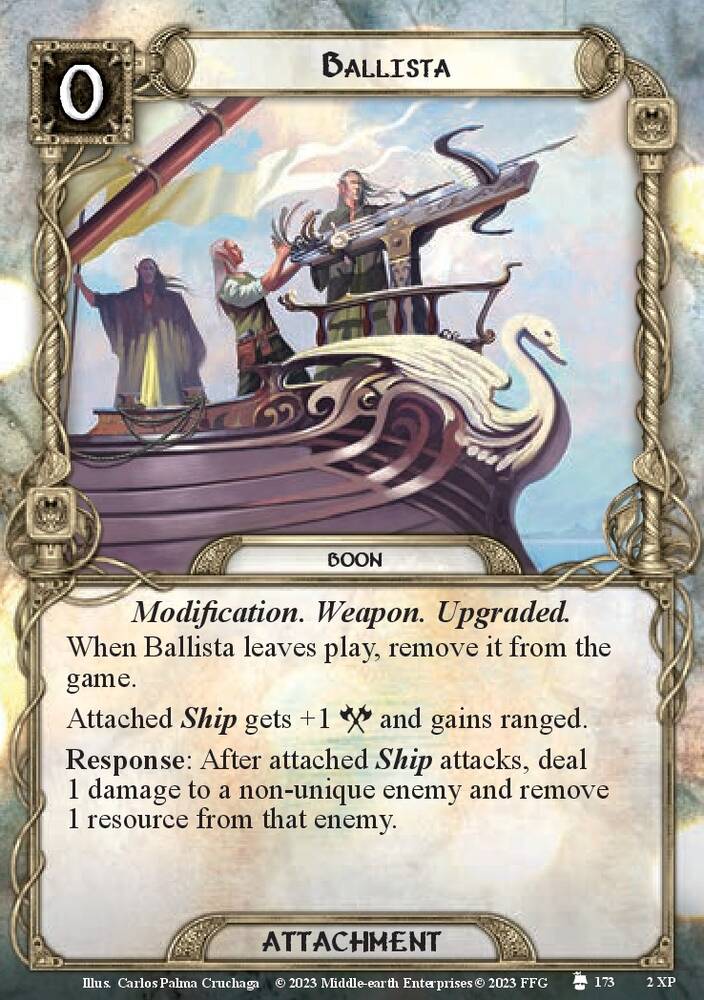 0
BALLISTA
BOON
Modification. Weapon. Upgraded.
When Ballista leaves play, remove it from the
game.
Attached Ship gets +1 and gains ranged.
Response: After attached Ship attacks, deal
1 damage to a non-unique enemy and remove
1 resource from that enemy.
ATTACHMENT
Illus. Carlos Palma Cruchaga © 2023 Middle-earth Enterprises © 2023 FFG 173 2 XP